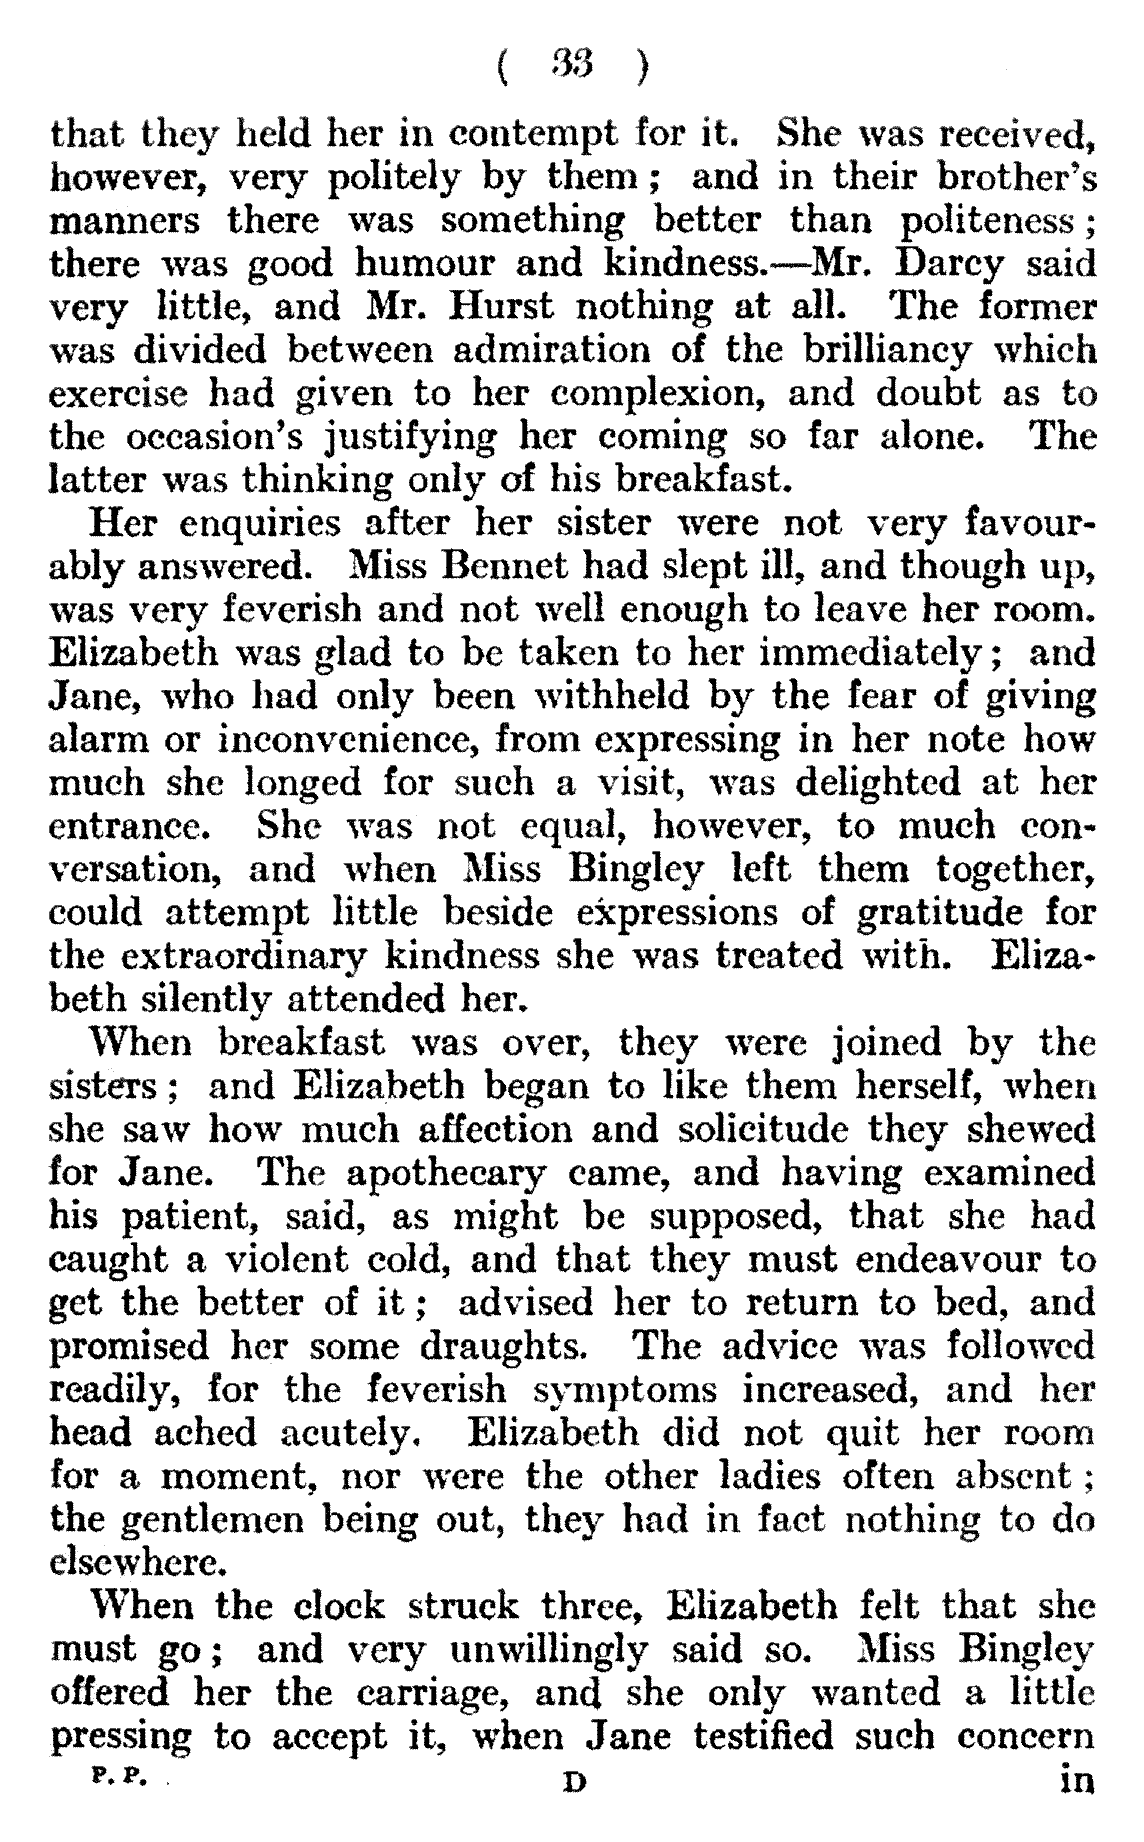 ( 33 )
that they held her in contempt for it. She was received,
however, very politely by them ; and in their brother's
manners there was something better than politeness ;
there was good humour and kindness.—Mr. Darcy said
very little, and Mr. Hurst nothing at all. The former
was divided between admiration of the brilliancy which
exercise had given to her complexion, and doubt as to
the occasion's justifying her coming so far alone. The
latter was thinking only of his breakfast.
Her enquiries after her sister were not very favour-
ably answered. Miss Bennet had slept ill, and though up,
was very feverish and not well enough to leave her room.
Elizabeth was glad to be taken to her immediately ; and
Jane, who had only been withheld by the fear of giving
alarm or inconvenience, from expressing in her note how
much she longed for such a visit, was delighted at her
entrance. She was not equal, however, to much con-
versation, and when Miss Bingley left them together,
could attempt little beside expressions of gratitude for
the extraordinary kindness she was treated with. Eliza-
beth silently attended her.
When breakfast was over, they were joined by the
sisters ; and Elizabeth began to like them herself, when
she saw how much affection and solicitude they shewed
for Jane. The apothecary came, and having examined
his patient, said, as might be supposed, that she had
caught a violent cold, and that they must endeavour to
get the better of it ; advised her to return to bed, and
promised her some draughts. The advice was followed
readily, for the feverish symptoms increased, and her
head ached acutely. Elizabeth did not quit her room
for a moment, nor were the other ladies often absent ;
the gentlemen being out, they had in fact nothing to do
elsewhere.
When the clock struck three, Elizabeth felt that she
must go ; and very unwillingly said so. Miss Bingley
offered her the carriage, and she only wanted a little
pressing to accept it, when Jane testified such concern
P. P. D in